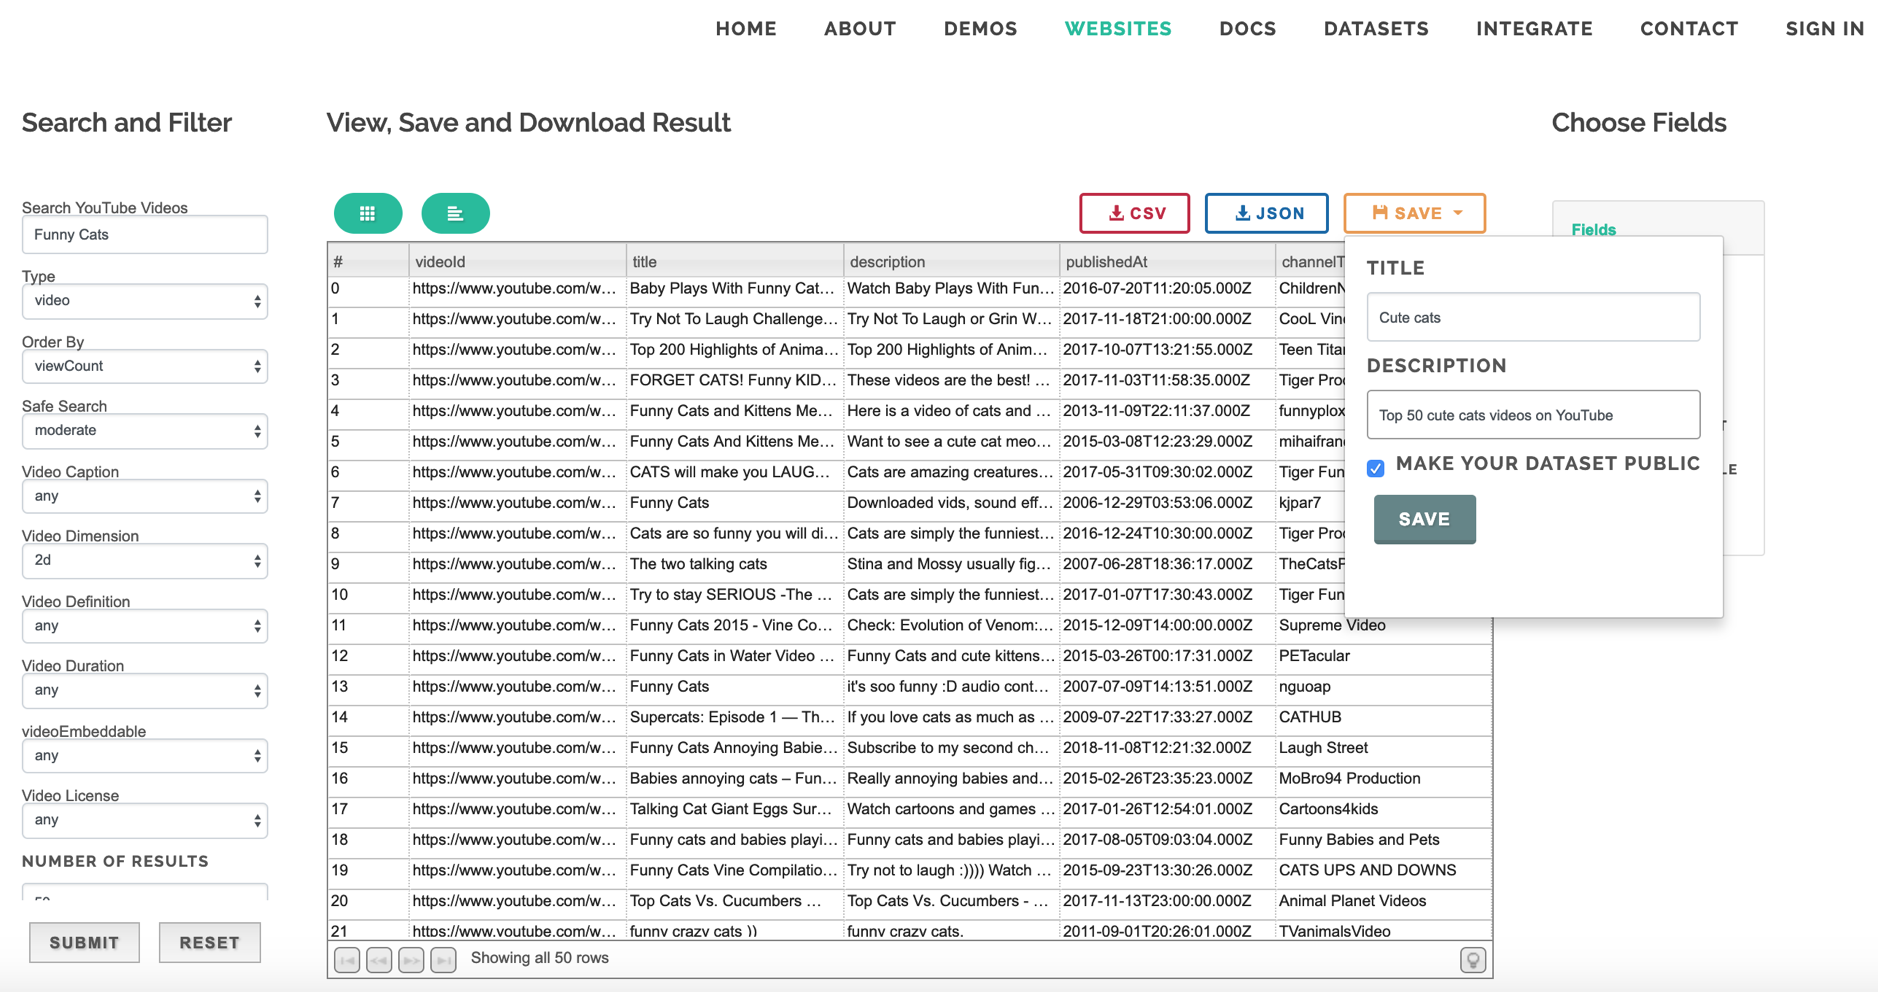 HOME ABOUT DEMOS WEBSITES DOCS DATASETS INTEGRATE CONTACT SIGN IN
Search and Filter
Search YouTube Videos
Funny Cats
Type
video
Order By
viewCount
Safe Search
moderate
Video Caption
any
Video Dimension
2d
Video Definition
any
Video Duration
any
videoEmbeddable
any
Video License
any
NUMBER OF RESULTS
SUBMIT RESET
View, Save and Download Result
CSV JSON SAVE
# videoId title description publishedAt channelT
0 https://www.youtube.com/w... Baby Plays With Funny Cat... Watch Baby Plays With Fun... 2016-07-20T11:20:05.000Z ChildrenN
1 https://www.youtube.com/w... Try Not To Laugh Challenge... Try Not To Laugh or Grin W... 2017-11-18T21:00:00.000Z CooL Vin
2 https://www.youtube.com/w... Top 200 Highlights of Anima... Top 200 Highlights of Anim... 2017-10-07T13:21:55.000Z Teen Tita
3 https://www.youtube.com/w... FORGET CATS! Funny KID... These videos are the best! ... 2017-11-03T11:58:35.000Z Tiger Pro
4 https://www.youtube.com/w... Funny Cats and Kittens Me... Here is a video of cats and ... 2013-11-09T22:11:37.000Z funnyplox
5 https://www.youtube.com/w... Funny Cats And Kittens Me... Want to see a cute cat meo... 2015-03-08T12:23:29.000Z mihaifran
6 https://www.youtube.com/w... CATS will make you LAUG... Cats are amazing creatures... 2017-05-31T09:30:02.000Z Tiger Fun
7 https://www.youtube.com/w... Funny Cats Downloaded vids, sound eff... 2006-12-29T03:53:06.000Z kjpar7
8 https://www.youtube.com/w... Cats are so funny you will di... Cats are simply the funniest... 2016-12-24T10:30:00.000Z Tiger Pro
9 https://www.youtube.com/w... The two talking cats Stina and Mossy usually fig... 2007-06-28T18:36:17.000Z TheCatsP
10 https://www.youtube.com/w... Try to stay SERIOUS -The ... Cats are simply the funniest... 2017-01-07T17:30:43.000Z Tiger Fun
11 https://www.youtube.com/w... Funny Cats 2015 - Vine Co... Check: Evolution of Venom:... 2015-12-09T14:00:00.000Z Supreme Video
12 https://www.youtube.com/w... Funny Cats in Water Video ... Funny Cats and cute kittens... 2015-03-26T00:17:31.000Z PETacular
13 https://www.youtube.com/w... Funny Cats it's soo funny :D audio cont... 2007-07-09T14:13:51.000Z nguoap
14 https://www.youtube.com/w... Supercats: Episode 1 — Th... If you love cats as much as ... 2009-07-22T17:33:27.000Z CATHUB
15 https://www.youtube.com/w... Funny Cats Annoying Babie... Subscribe to my second ch... 2018-11-08T12:21:32.000Z Laugh Street
16 https://www.youtube.com/w... Babies annoying cats – Fun... Really annoying babies and... 2015-02-26T23:35:23.000Z MoBro94 Production
17 https://www.youtube.com/w... Talking Cat Giant Eggs Sur... Watch cartoons and games ... 2017-01-26T12:54:01.000Z Cartoons4kids
18 https://www.youtube.com/w... Funny cats and babies playi... Funny cats and babies playi... 2017-08-05T09:03:04.000Z Funny Babies and Pets
19 https://www.youtube.com/w... Funny Cats Vine Compilatio... Try not to laugh :)))) Watch ... 2015-09-23T13:30:26.000Z CATS UPS AND DOWNS
20 https://www.youtube.com/w... Top Cats Vs. Cucumbers ... Top Cats Vs. Cucumbers - ... 2017-11-13T23:00:00.000Z Animal Planet Videos
21 https://www.youtube.com/w... funny crazy cats )) funny crazy cats. 2011-09-01T20:26:01.000Z TVanimalsVideo
Showing all 50 rows
Choose Fields
Fields
TITLE
Cute cats
DESCRIPTION
Top 50 cute cats videos on YouTube
MAKE YOUR DATASET PUBLIC
SAVE
LE